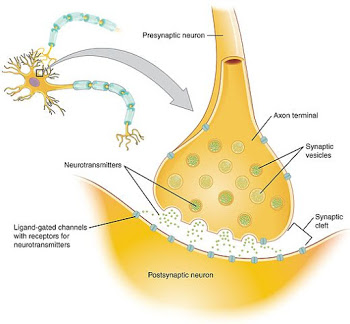 Presynaptic neuron
Axon terminal
Synaptic
vesicles
Neurotransmitters
Synaptic
cleft
Ligand-gated channels
with receptors for
neurotransmitters
Postsynaptic neuron